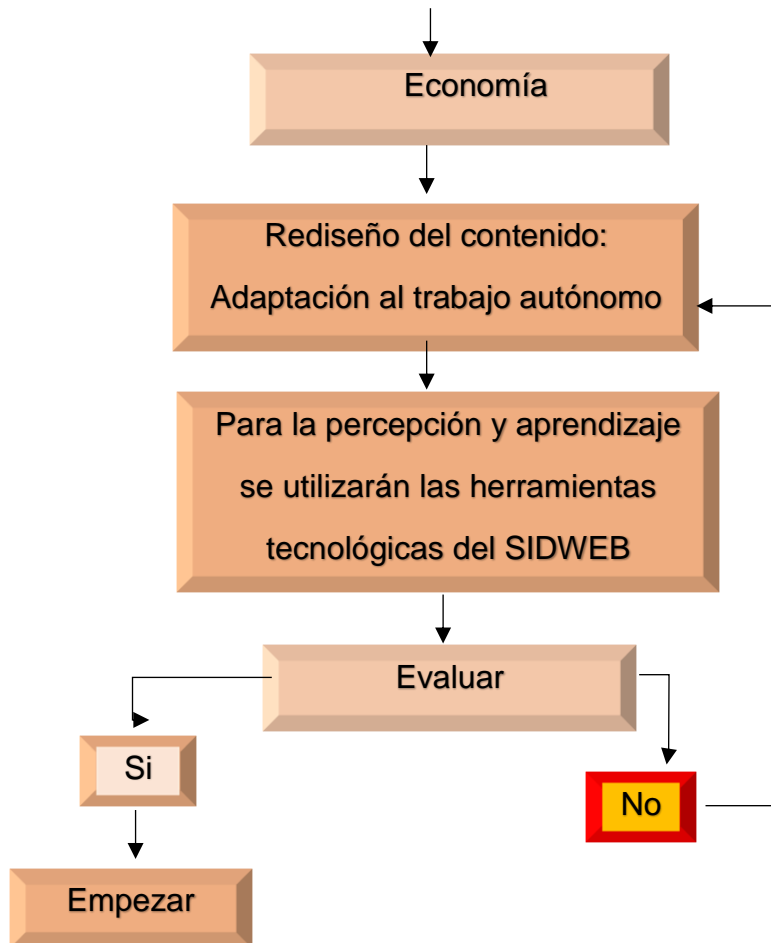 Economía
Rediseño del contenido:
Adaptación al trabajo autónomo
Para la percepción y aprendizaje
se utilizarán las herramientas
tecnológicas del SIDWEB
Evaluar
Si
No
Empezar